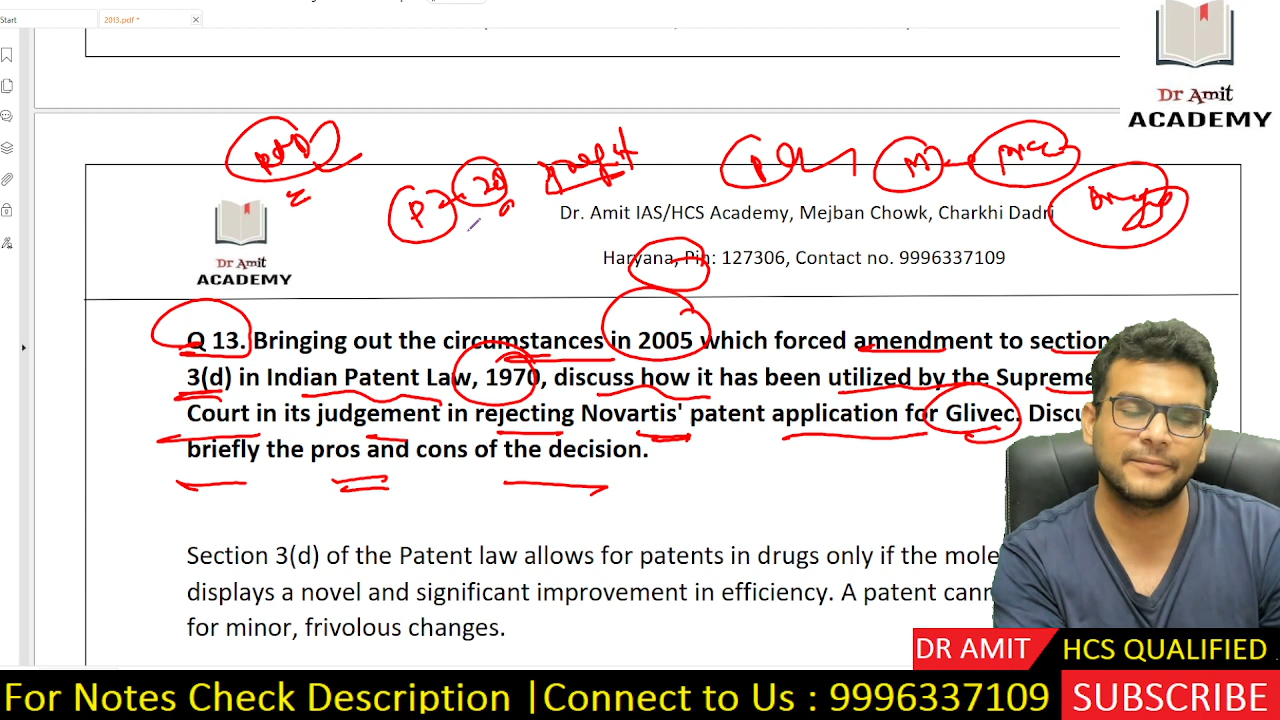 Start
2013.pdf *
Dr Amit
ACADEMY
P 20
profit
P
M
Drugs
Dr. Amit IAS/HCS Academy, Mejban Chowk, Charkhi Dadri
Haryana, Pin: 127306, Contact no. 9996337109
Dr Amit
ACADEMY
Q 13. Bringing out the circumstances in 2005 which forced amendment to section
3(d) in Indian Patent Law, 1970, discuss how it has been utilized by the Supreme
Court in its judgement in rejecting Novartis' patent application for Glivec. Discu
briefly the pros and cons of the decision.
Section 3(d) of the Patent law allows for patents in drugs only if the mole
displays a novel and significant improvement in efficiency. A patent cann
for minor, frivolous changes.
DR AMIT HCS QUALIFIED
For Notes Check Description |Connect to Us : 9996337109 SUBSCRIBE